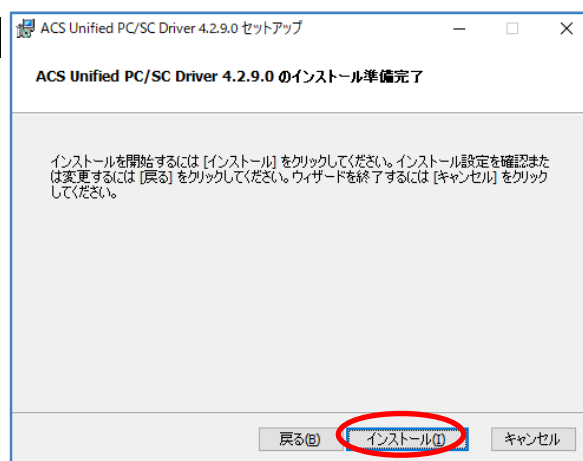 ACS Unified PC/SC Driver 4.2.9.0 セットアップ
ACS Unified PC/SC Driver 4.2.9.0 のインストール準備完了
インストールを開始するには [インストール] をクリックしてください。インストール設定を確認また
は変更するには [戻る] をクリックしてください。ウィザードを終了するには [キャンセル] をクリック
してください。
戻る(B) インストール(I) キャンセル